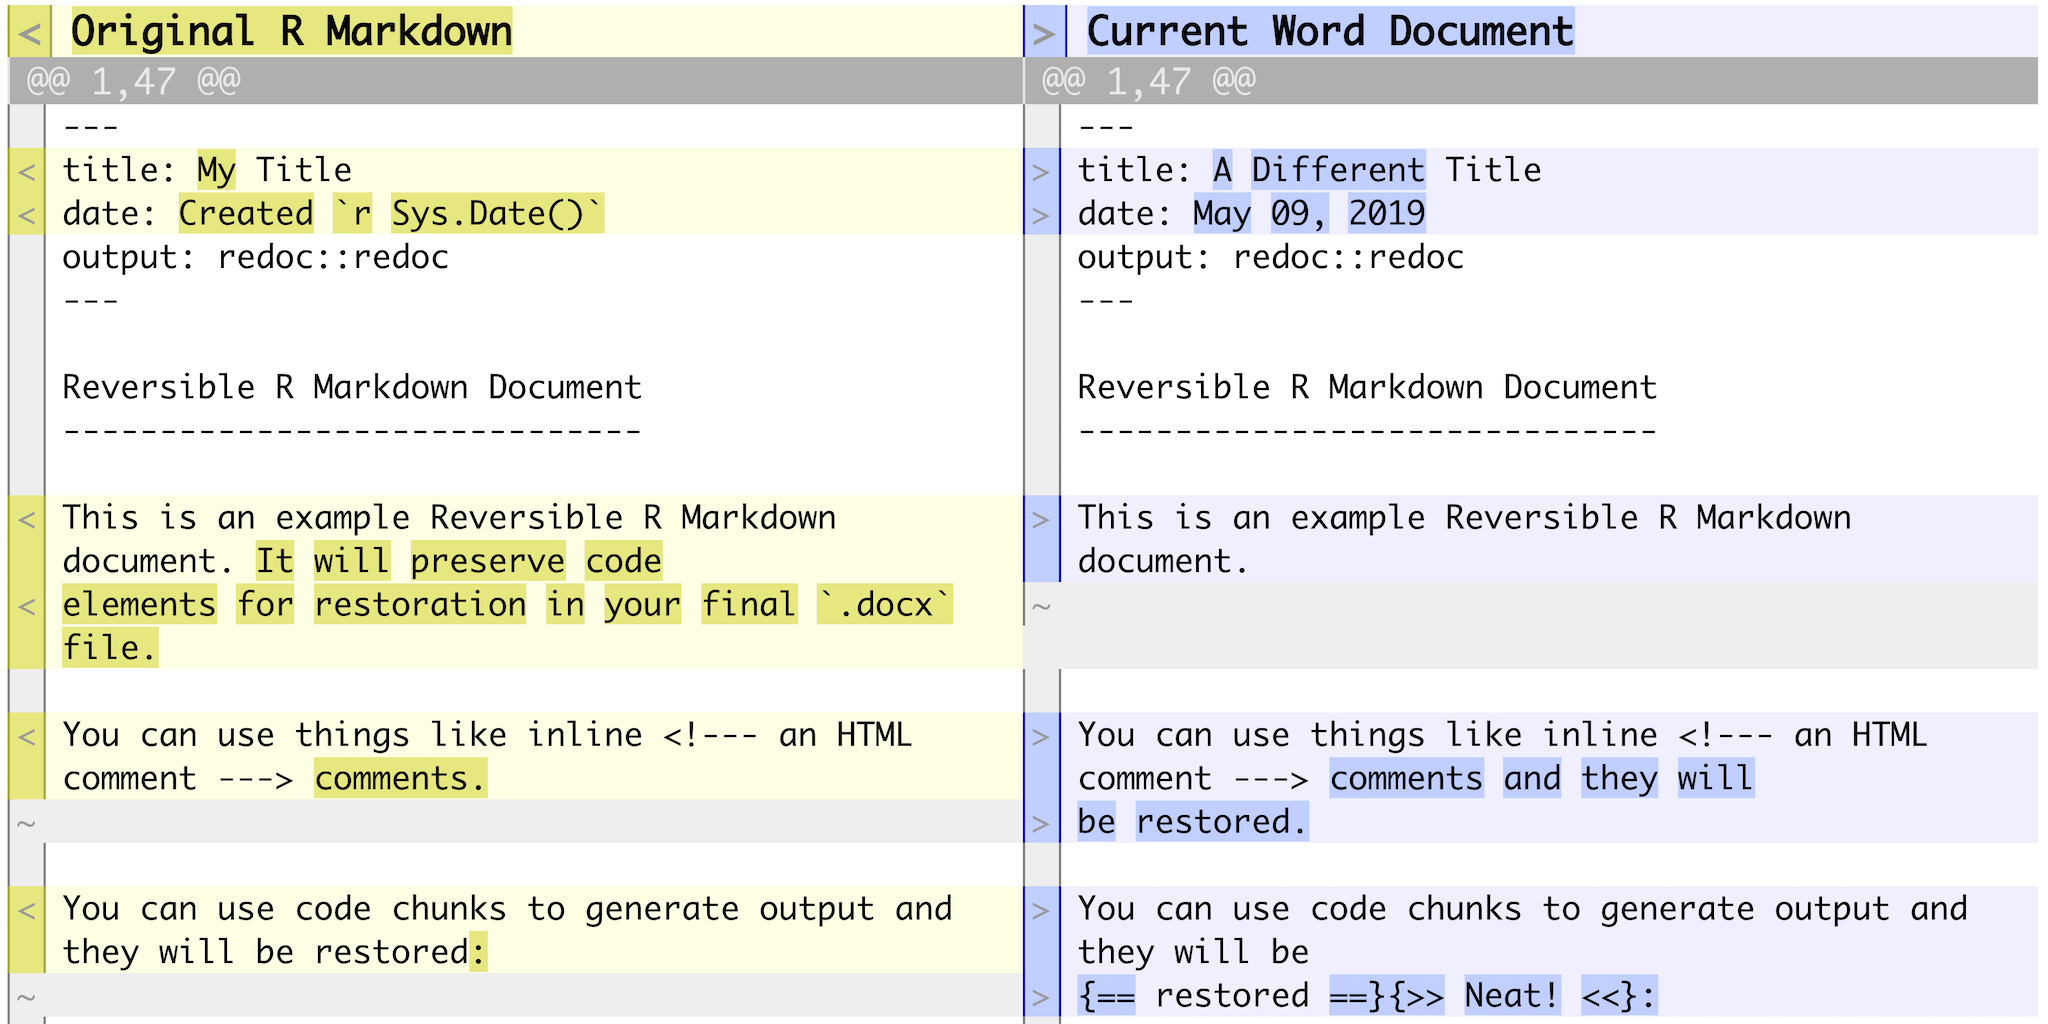 < Original R Markdown
@@ 1,47 @@
---
< title: My Title
< date: Created `r Sys.Date()`
output: redoc::redoc
---
Reversible R Markdown Document
------------------------------
< This is an example Reversible R Markdown
document. It will preserve code
< elements for restoration in your final `.docx`
file.
< You can use things like inline <!--- an HTML
comment ---> comments.
~
< You can use code chunks to generate output and
they will be restored:
~
> Current Word Document
@@ 1,47 @@
---
> title: A Different Title
> date: May 09, 2019
output: redoc::redoc
---
Reversible R Markdown Document
------------------------------
> This is an example Reversible R Markdown
document.
~
> You can use things like inline <!--- an HTML
comment ---> comments and they will
> be restored.
> You can use code chunks to generate output and
they will be
> {== restored ==}{>> Neat! <<}: